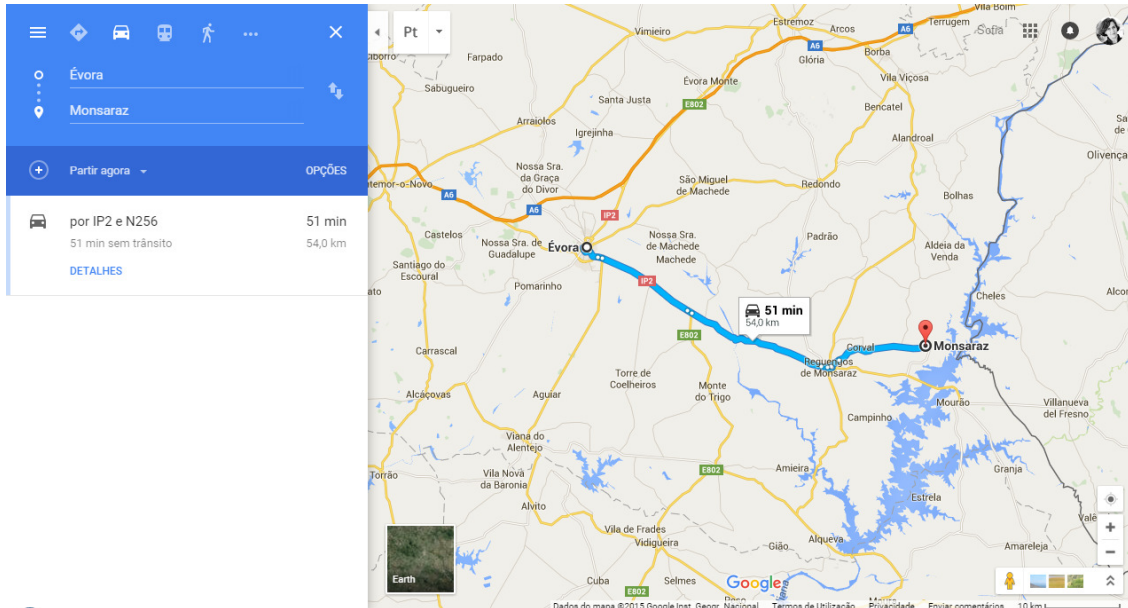 Évora
Monsaraz
Partir agora
OPÇÕES
por IP2 e N256
51 min
51 min sem trânsito
54,0 km
DETALHES
Pt
Sofia
Vila Boim
Estremoz
Terrugem
Vimieiro
Arcos
A6
A6
Borba
Glória
Farpado
Vila Viçosa
Évora Monte
Sabugueiro
Santa Justa
E802
Bencatel
Arraiolos
Igrejinha
Alandroal
Olivença
Nossa Sra.
da Graça
do Divor
São Miguel
de Machede
Redondo
A6
A6
Bolhas
IP2
Castelos
Nossa Sra. de
Guadalupe
Évora
Nossa Sra.
de Machede
Machede
Padrão
Aldeia da
Venda
Santiago do
Escoural
Pomarinho
IP2
Cheles
51 min
54,0 km
E802
Carrascal
Corval
Monsaraz
Reguengos
de Monsaraz
Torre de
Coelheiros
Monte
do Trigo
Alcáçovas
Aguiar
Mourão
Villanueva
del Fresno
Campinho
Viana do
Alentejo
Torrão
Vila Nova
da Baronia
E802
Amieira
Granja
Estrela
Alvito
Vila de Frades
Vidigueira
Gião
Alqueva
Amareleja
Earth
Cuba
Selmes
Google
E802
Dados do mapa ©2015 Google Inst. Geogr. Nacional
Termos de Utilização
Privacidade
Enviar comentários
10 km